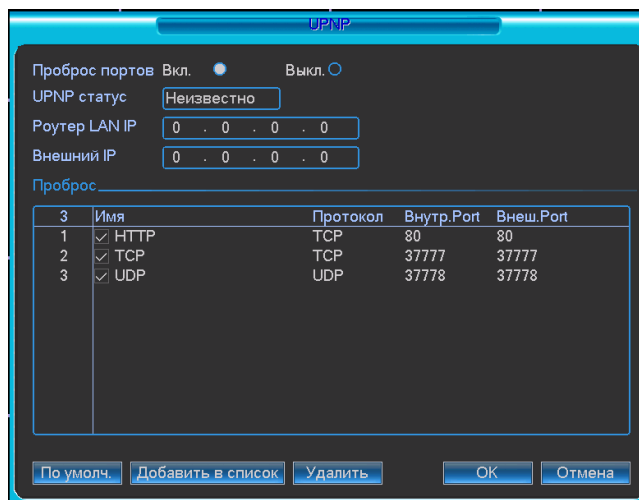 UPNP
Проброс портов Вкл. Выкл.
UPNP статус Неизвестно
Роутер LAN IP 0 . 0 . 0 . 0
Внешний IP 0 . 0 . 0 . 0
Проброс
3 Имя Протокол Внутр.Port Внеш.Port
1 HTTP TCP 80 80
2 TCP TCP 37777 37777
3 UDP UDP 37778 37778
По умолч. Добавить в список Удалить OK Отмена